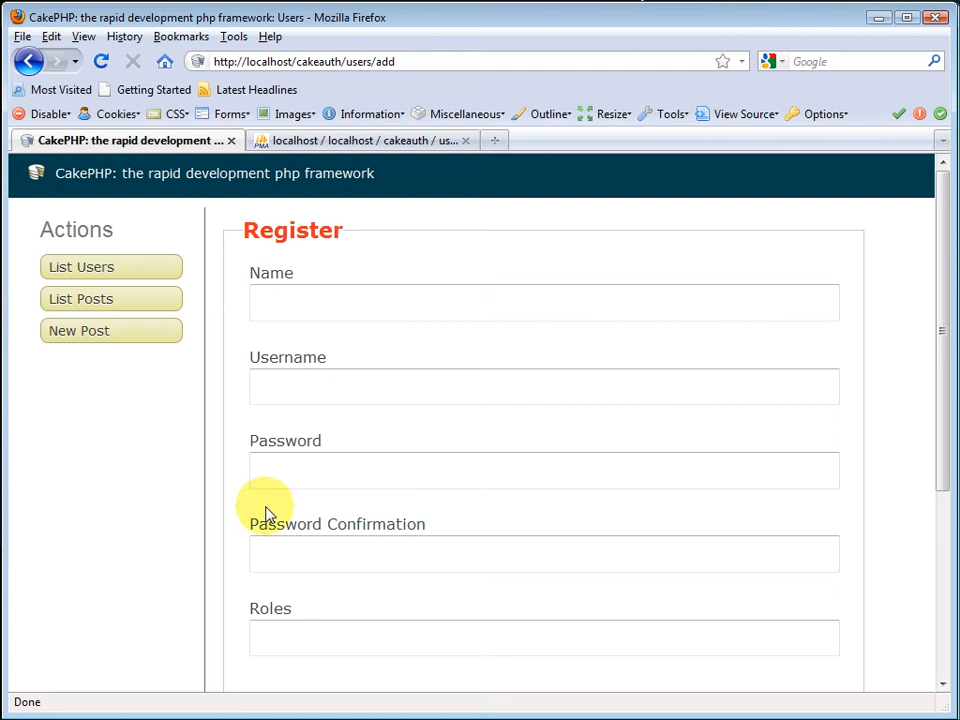 CakePHP: the rapid development php framework: Users - Mozilla Firefox
File Edit View History Bookmarks Tools Help
http://localhost/cakeauth/users/add Google
Most Visited Getting Started Latest Headlines
Disable Cookies CSS Forms Images Information Miscellaneous Outline Resize Tools View Source Options
CakePHP: the rapid development ... localhost / localhost / cakeauth / us...
CakePHP: the rapid development php framework
Actions
List Users
List Posts
New Post
Register
Name
Username
Password
Password Confirmation
Roles
Done